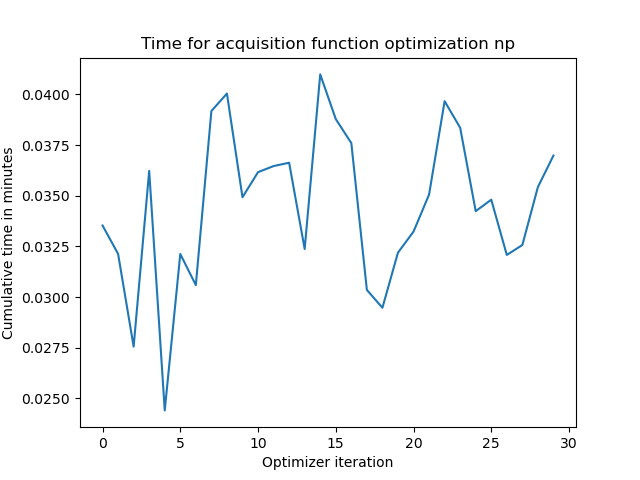 Time for acquisition function optimization np
Cumulative time in minutes
0.0400
0.0375
0.0350
0.0325
0.0300
0.0275
0.0250
0 5 10 15 20 25 30
Optimizer iteration